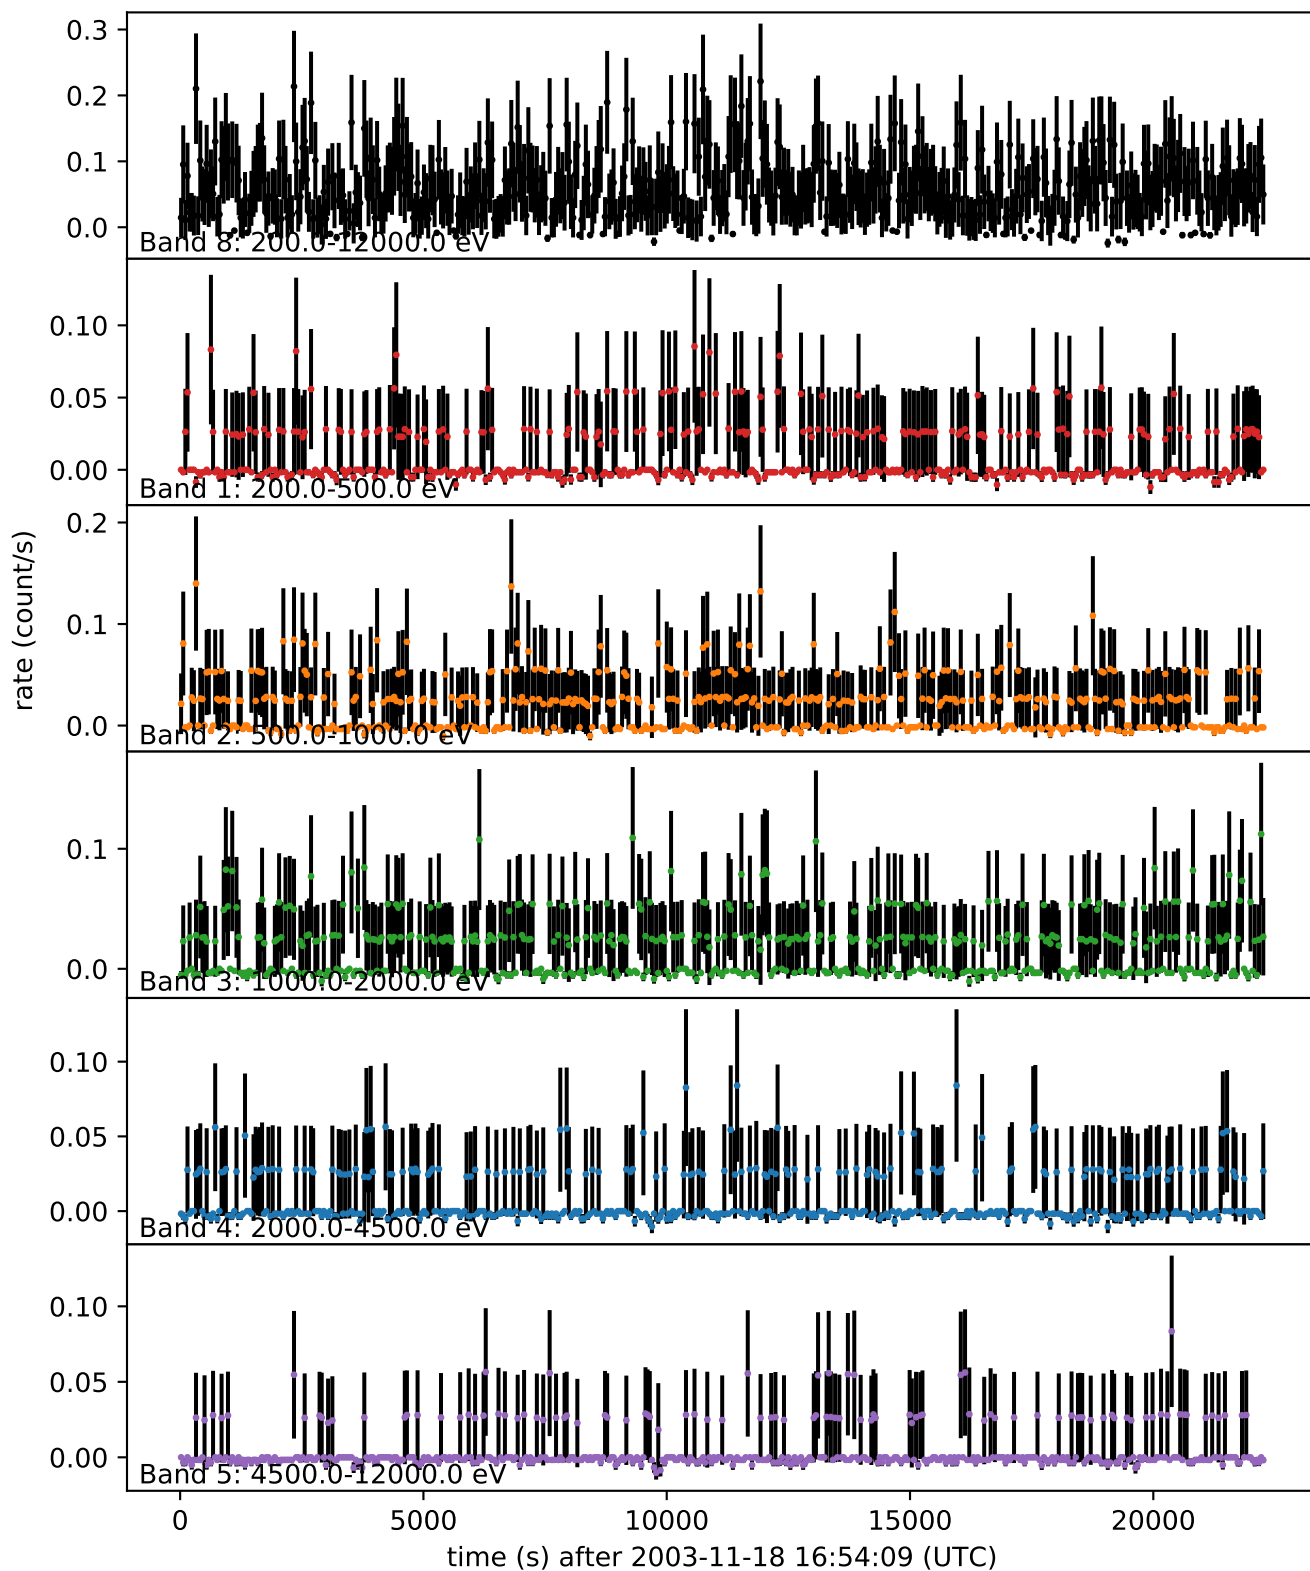 0.3
0.2
0.1
0.0
Band 8: 200.0-12000.0 eV
0.10
0.05
0.00
Band 1: 200.0-500.0 eV
0.2
0.1
0.0
Band 2: 500.0-1000.0 eV
rate (count/s)
0.1
0.0
Band 3: 1000.0-2000.0 eV
0.10
0.05
0.00
Band 4: 2000.0-4500.0 eV
0.10
0.05
0.00
Band 5: 4500.0-12000.0 eV
0 5000 10000 15000 20000
time (s) after 2003-11-18 16:54:09 (UTC)